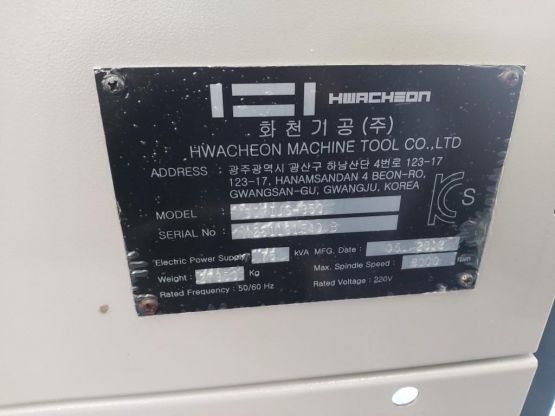 HWACHEON
화천기공(주)
HWACHEON MACHINE TOOL CO.,LTD
ADDRESS : 광주광역시 광산구 하남산단 4번로 123-17
123-17, HANAMSANDAN 4 BEON-RO,
GWANGSAN-GU, GWANGJU, KOREA
MODEL
SERIAL No
Electric Power Supply kVA MFG. Date :
Weight : Kg Max. Spindle Speed : 8000 rpm
Rated Frequency : 50/60 Hz Rated Voltage : 220V
KC S